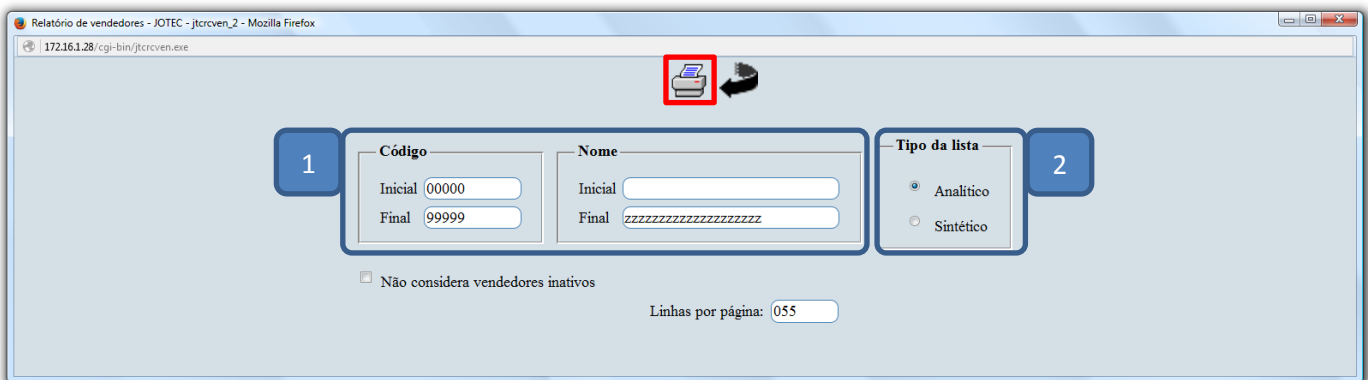 Relatório de vendedores - JOTEC - jtcrcven_2 - Mozilla Firefox
172.16.1.28/cgi-bin/jtcrcven.exe
1
Código
Inicial 00000
Final 99999
Nome
Inicial
Final zzzzzzzzzzzzzzzzzzzz
Tipo da lista
Analítico
Sintético
2
Não considera vendedores inativos
Linhas por página: 055